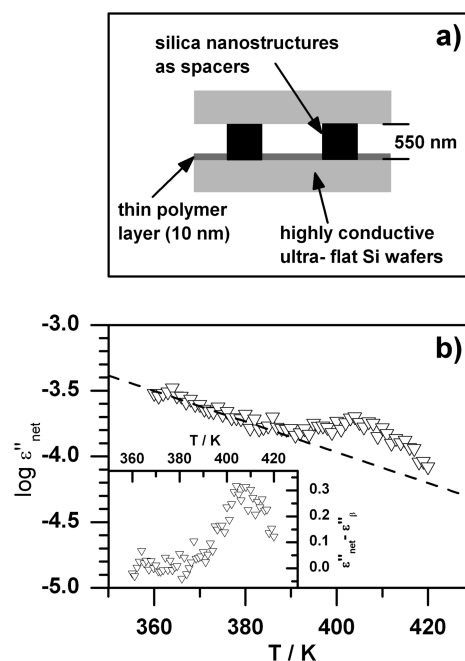 a)
silica nanostructures
as spacers
550 nm
thin polymer
layer (10 nm)
highly conductive
ultra- flat Si wafers
b)
-3.0
-3.5
-4.0
-4.5
-5.0
log ε''net
360 380 400 420
T / K
T / K
360 380 400 420
0.3
0.2
0.1
0.0
ε''net - ε''β